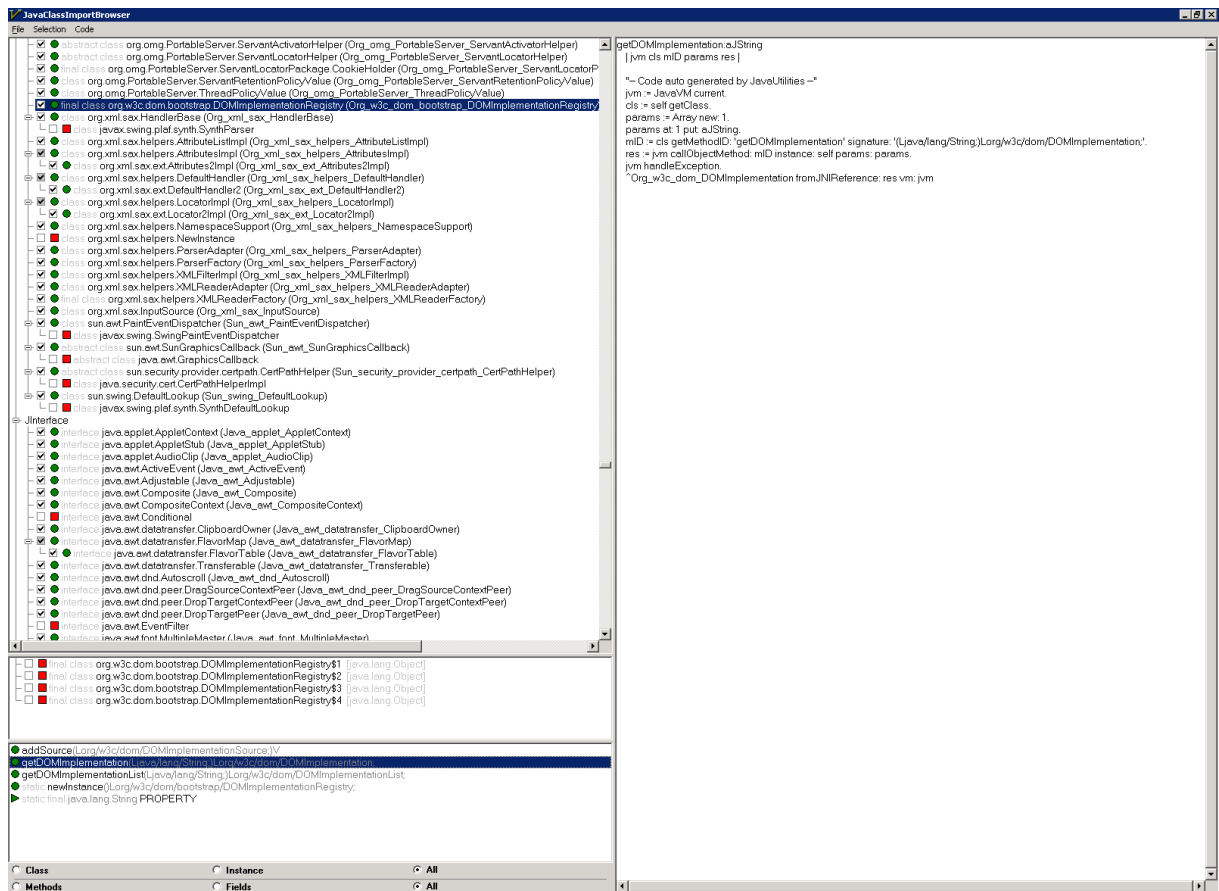 JavaClassImportBrowser
File Selection Code
abstract class org.omg.PortableServer.ServantActivatorHelper (Org_omg_PortableServer_ServantActivatorHelper)
abstract class org.omg.PortableServer.ServantLocatorHelper (Org_omg_PortableServer_ServantLocatorHelper)
final class org.omg.PortableServer.ServantLocatorPackage.CookieHolder (Org_omg_PortableServer_ServantLocatorP
class org.omg.PortableServer.ServantRetentionPolicyValue (Org_omg_PortableServer_ServantRetentionPolicyValue)
class org.omg.PortableServer.ThreadPolicyValue (Org_omg_PortableServer_ThreadPolicyValue)
final class org.w3c.dom.bootstrap.DOMImplementationRegistry (Org_w3c_dom_bootstrap_DOMImplementationRegistry)
class org.xml.sax.HandlerBase (Org_xml_sax_HandlerBase)
class javax.swing.plaf.synth.SynthParser
class org.xml.sax.helpers.AttributeListImpl (Org_xml_sax_helpers_AttributeListImpl)
class org.xml.sax.helpers.AttributesImpl (Org_xml_sax_helpers_AttributesImpl)
class org.xml.sax.ext.Attributes2Impl (Org_xml_sax_ext_Attributes2Impl)
class org.xml.sax.helpers.DefaultHandler (Org_xml_sax_helpers_DefaultHandler)
class org.xml.sax.ext.DefaultHandler2 (Org_xml_sax_ext_DefaultHandler2)
class org.xml.sax.helpers.LocatorImpl (Org_xml_sax_helpers_LocatorImpl)
class org.xml.sax.ext.Locator2Impl (Org_xml_sax_ext_Locator2Impl)
class org.xml.sax.helpers.NamespaceSupport (Org_xml_sax_helpers_NamespaceSupport)
class org.xml.sax.helpers.NewInstance
class org.xml.sax.helpers.ParserAdapter (Org_xml_sax_helpers_ParserAdapter)
class org.xml.sax.helpers.ParserFactory (Org_xml_sax_helpers_ParserFactory)
class org.xml.sax.helpers.XMLFilterImpl (Org_xml_sax_helpers_XMLFilterImpl)
class org.xml.sax.helpers.XMLReaderAdapter (Org_xml_sax_helpers_XMLReaderAdapter)
final class org.xml.sax.helpers.XMLReaderFactory (Org_xml_sax_helpers_XMLReaderFactory)
class org.xml.sax.InputSource (Org_xml_sax_InputSource)
class sun.awt.PaintEventDispatcher (Sun_awt_PaintEventDispatcher)
class javax.swing.SwingPaintEventDispatcher
abstract class sun.awt.SunGraphicsCallback (Sun_awt_SunGraphicsCallback)
abstract class java.awt.GraphicsCallback
abstract class sun.security.provider.certpath.CertPathHelper (Sun_security_provider_certpath_CertPathHelper)
class java.security.cert.CertPathHelperImpl
class sun.swing.DefaultLookup (Sun_swing_DefaultLookup)
class javax.swing.plaf.synth.SynthDefaultLookup
JInterface
interface java.applet.AppletContext (Java_applet_AppletContext)
interface java.applet.AppletStub (Java_applet_AppletStub)
interface java.applet.AudioClip (Java_applet_AudioClip)
interface java.awt.ActiveEvent (Java_awt_ActiveEvent)
interface java.awt.Adjustable (Java_awt_Adjustable)
interface java.awt.Composite (Java_awt_Composite)
interface java.awt.CompositeContext (Java_awt_CompositeContext)
interface java.awt.Conditional
interface java.awt.datatransfer.ClipboardOwner (Java_awt_datatransfer_ClipboardOwner)
interface java.awt.datatransfer.FlavorMap (Java_awt_datatransfer_FlavorMap)
interface java.awt.datatransfer.FlavorTable (Java_awt_datatransfer_FlavorTable)
interface java.awt.datatransfer.Transferable (Java_awt_datatransfer_Transferable)
interface java.awt.dnd.Autoscroll (Java_awt_dnd_Autoscroll)
interface java.awt.dnd.peer.DragSourceContextPeer (Java_awt_dnd_peer_DragSourceContextPeer)
interface java.awt.dnd.peer.DropTargetContextPeer (Java_awt_dnd_peer_DropTargetContextPeer)
interface java.awt.dnd.peer.DropTargetPeer (Java_awt_dnd_peer_DropTargetPeer)
interface java.awt.EventFilter
interface java.awt.font.MultipleMaster (Java_awt_font_MultipleMaster)
final class org.w3c.dom.bootstrap.DOMImplementationRegistry$1 [java.lang.Object]
final class org.w3c.dom.bootstrap.DOMImplementationRegistry$2 [java.lang.Object]
final class org.w3c.dom.bootstrap.DOMImplementationRegistry$3 [java.lang.Object]
final class org.w3c.dom.bootstrap.DOMImplementationRegistry$4 [java.lang.Object]
addSource(Lorg/w3c/dom/DOMImplementationSource;)V
getDOMImplementation(Ljava/lang/String;)Lorg/w3c/dom/DOMImplementation;
getDOMImplementationList(Ljava/lang/String;)Lorg/w3c/dom/DOMImplementationList;
static newInstance()Lorg/w3c/dom/bootstrap/DOMImplementationRegistry;
static final java.lang.String PROPERTY
Class Instance All
Methods Fields All
getDOMImplementation: aJString
| jvm cls mID params res |
"-- Code auto generated by JavaUtilities --"
jvm := JavaVM current.
cls := self getClass.
params := Array new: 1.
params at: 1 put: aJString.
mID := cls getMethodID: 'getDOMImplementation' signature: '(Ljava/lang/String;)Lorg/w3c/dom/DOMImplementation;'.
res := jvm callObjectMethod: mID instance: self params: params.
jvm handleException.
^Org_w3c_dom_DOMImplementation fromJNIReference: res vm: jvm